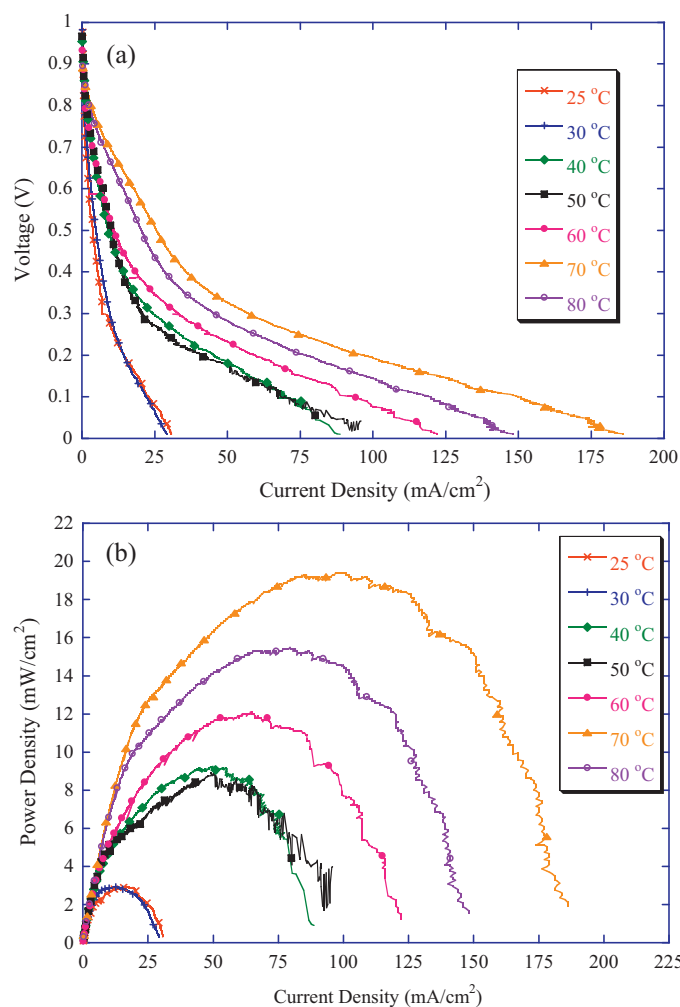 (a)
1
0.9
0.8
0.7
0.6
0.5
0.4
0.3
0.2
0.1
0
Voltage (V)
25 °C
30 °C
40 °C
50 °C
60 °C
70 °C
80 °C
0 25 50 75 100 125 150 175 200
Current Density (mA/cm²)
(b)
22
20
18
16
14
12
10
8
6
4
2
0
Power Density (mW/cm²)
25 °C
30 °C
40 °C
50 °C
60 °C
70 °C
80 °C
0 25 50 75 100 125 150 175 200 225
Current Density (mA/cm²)